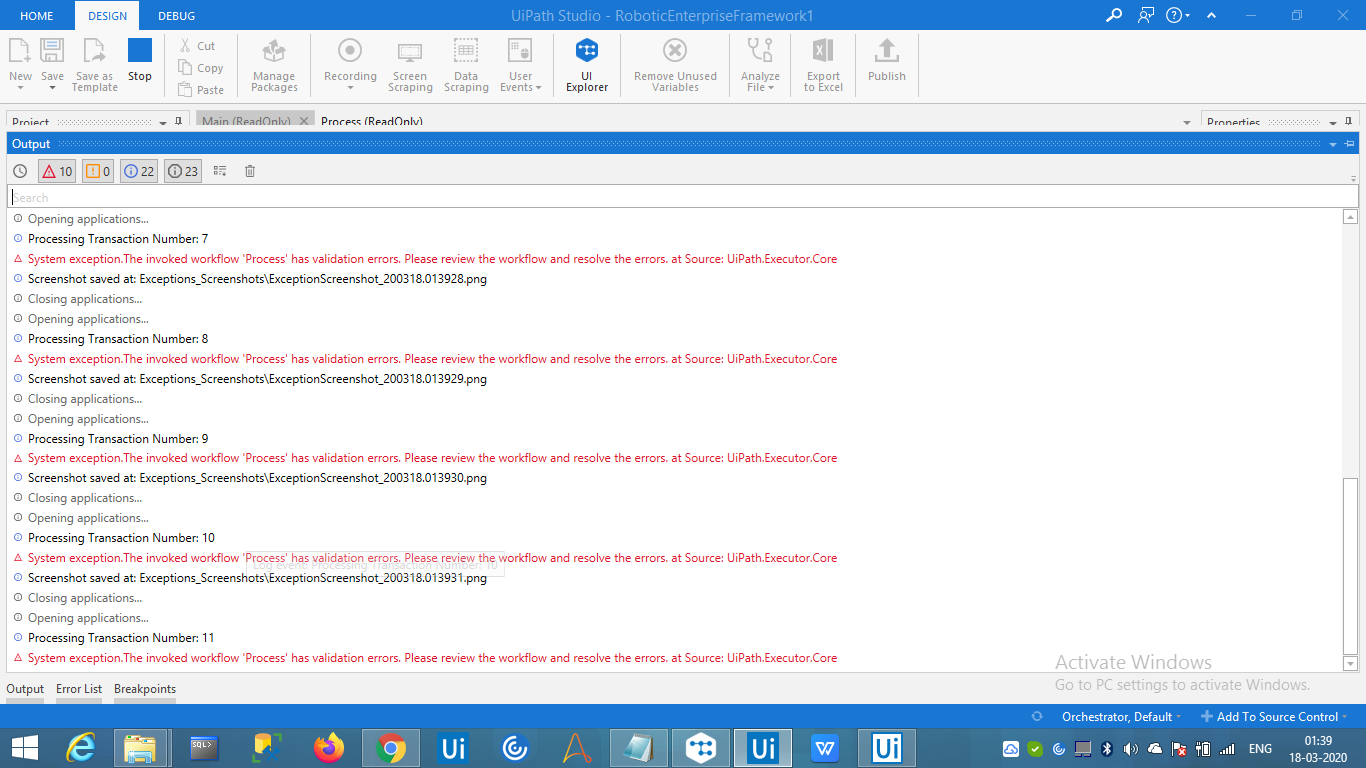 HOME DESIGN DEBUG UiPath Studio - RoboticEnterpriseFramework1
New Save Save as Template Stop
Cut
Copy
Paste
Manage Packages
Recording
Screen Scraping
Data Scraping
User Events
UI Explorer
Remove Unused Variables
Analyze File
Export to Excel
Publish
Project Main (ReadOnly) Process (ReadOnly) Properties
Output
10 0 22 23
Search
Opening applications...
Processing Transaction Number: 7
System exception.The invoked workflow 'Process' has validation errors. Please review the workflow and resolve the errors. at Source: UiPath.Executor.Core
Screenshot saved at: Exceptions_Screenshots\ExceptionScreenshot_200318.013928.png
Closing applications...
Opening applications...
Processing Transaction Number: 8
System exception.The invoked workflow 'Process' has validation errors. Please review the workflow and resolve the errors. at Source: UiPath.Executor.Core
Screenshot saved at: Exceptions_Screenshots\ExceptionScreenshot_200318.013929.png
Closing applications...
Opening applications...
Processing Transaction Number: 9
System exception.The invoked workflow 'Process' has validation errors. Please review the workflow and resolve the errors. at Source: UiPath.Executor.Core
Screenshot saved at: Exceptions_Screenshots\ExceptionScreenshot_200318.013930.png
Closing applications...
Opening applications...
Processing Transaction Number: 10
System exception.The invoked workflow 'Process' has validation errors. Please review the workflow and resolve the errors. at Source: UiPath.Executor.Core
Log event: Processing Transaction Number: 10
Screenshot saved at: Exceptions_Screenshots\ExceptionScreenshot_200318.013931.png
Closing applications...
Opening applications...
Processing Transaction Number: 11
System exception.The invoked workflow 'Process' has validation errors. Please review the workflow and resolve the errors. at Source: UiPath.Executor.Core
Activate Windows
Go to PC settings to activate Windows.
Output Error List Breakpoints
Orchestrator, Default Add To Source Control
SQL> Ui Ui W Ui ENG 01:39
18-03-2020